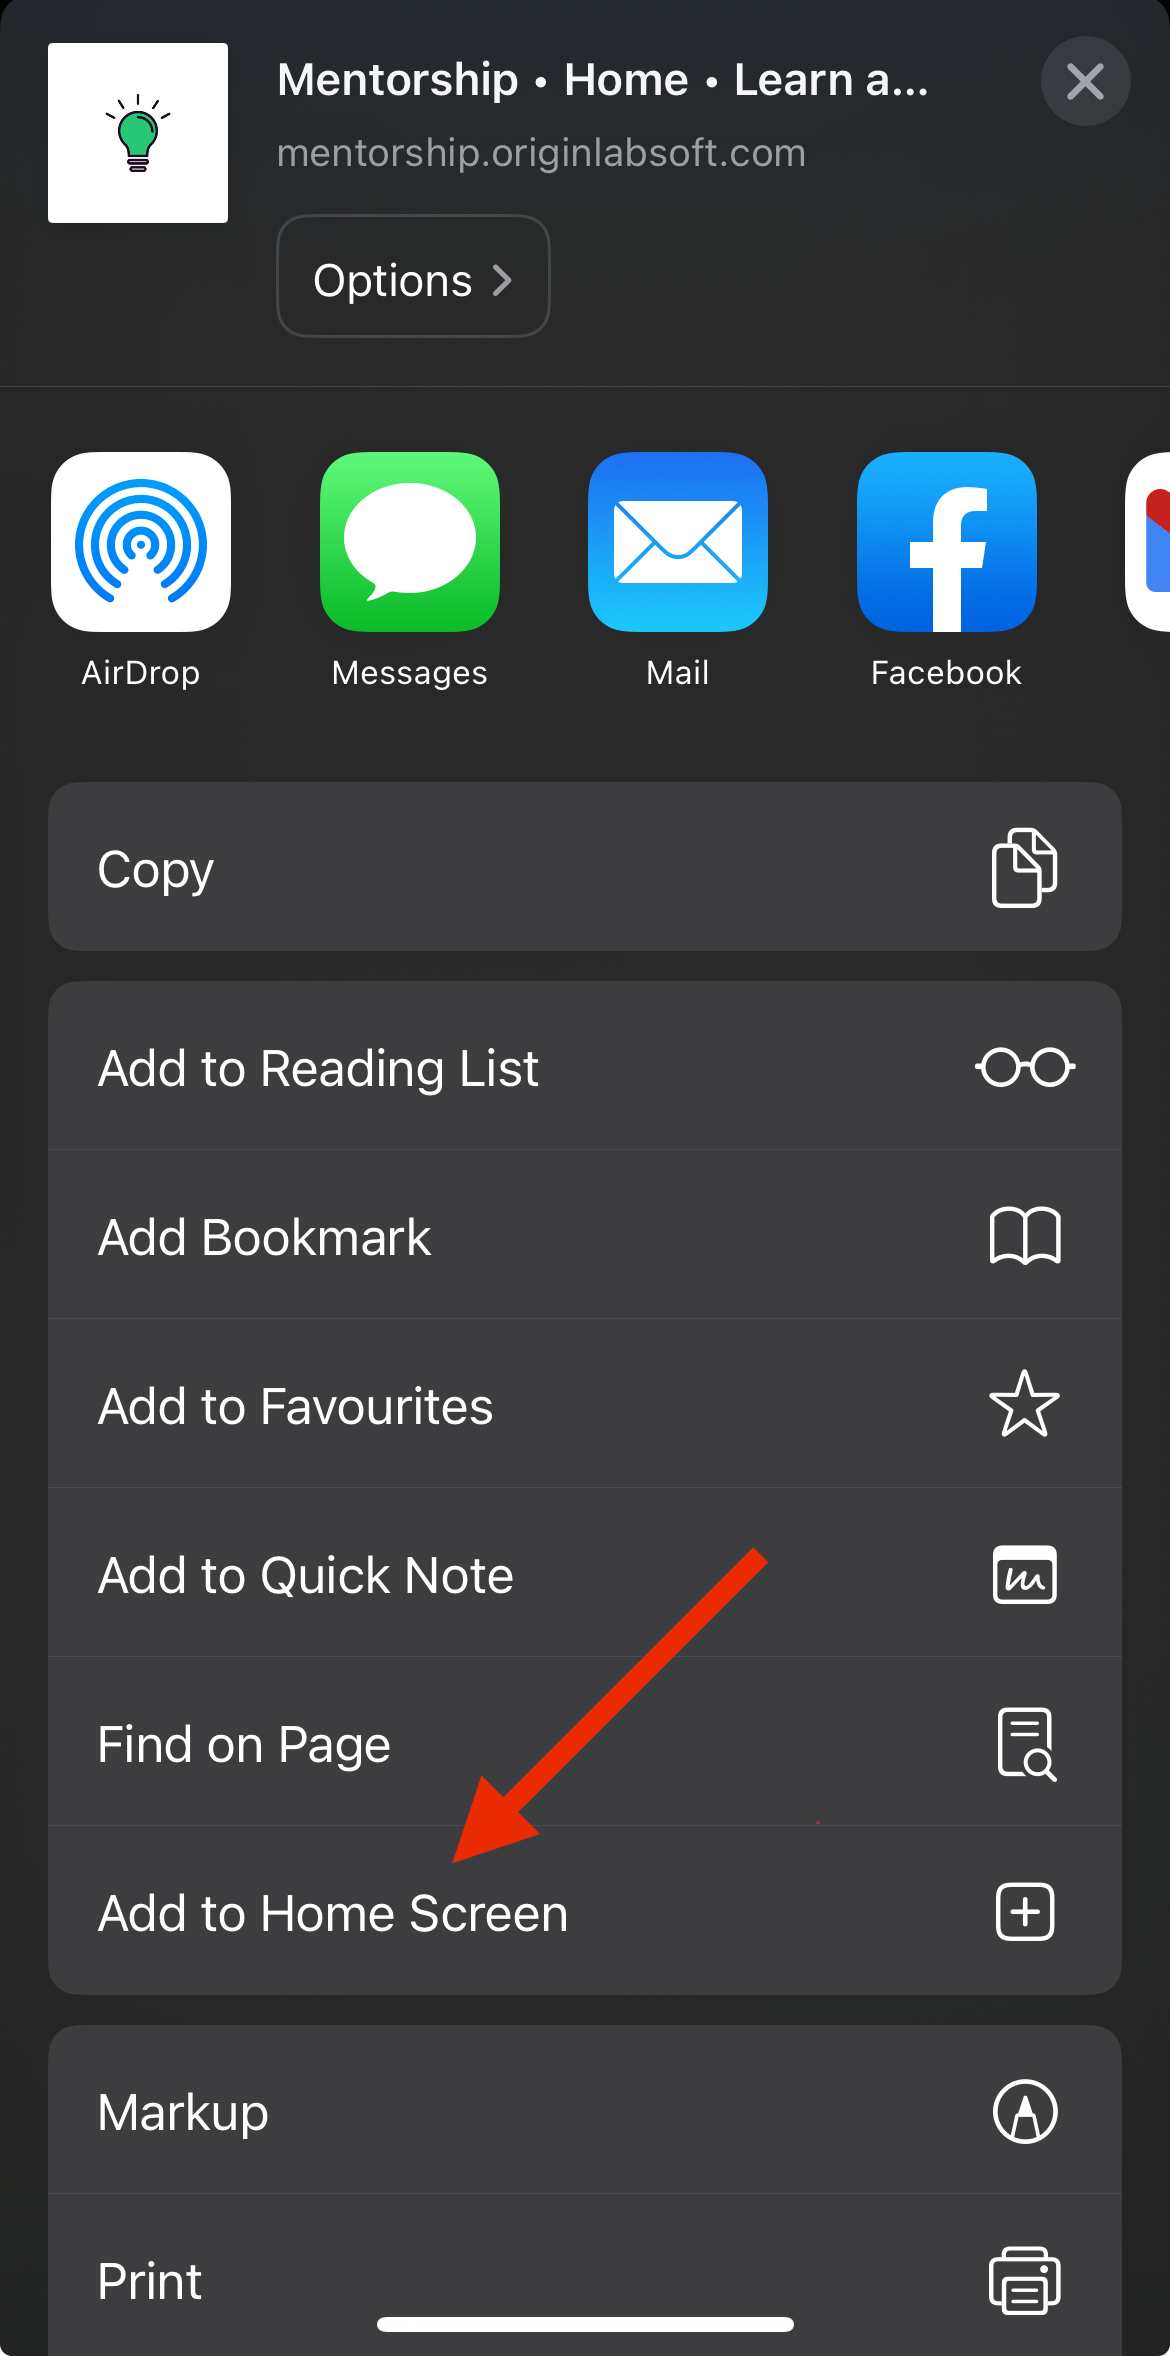 Mentorship • Home • Learn a...
mentorship.originlabsoft.com
Options
AirDrop
Messages
Mail
Facebook
Copy
Add to Reading List
Add Bookmark
Add to Favourites
Add to Quick Note
Find on Page
Add to Home Screen
Markup
Print